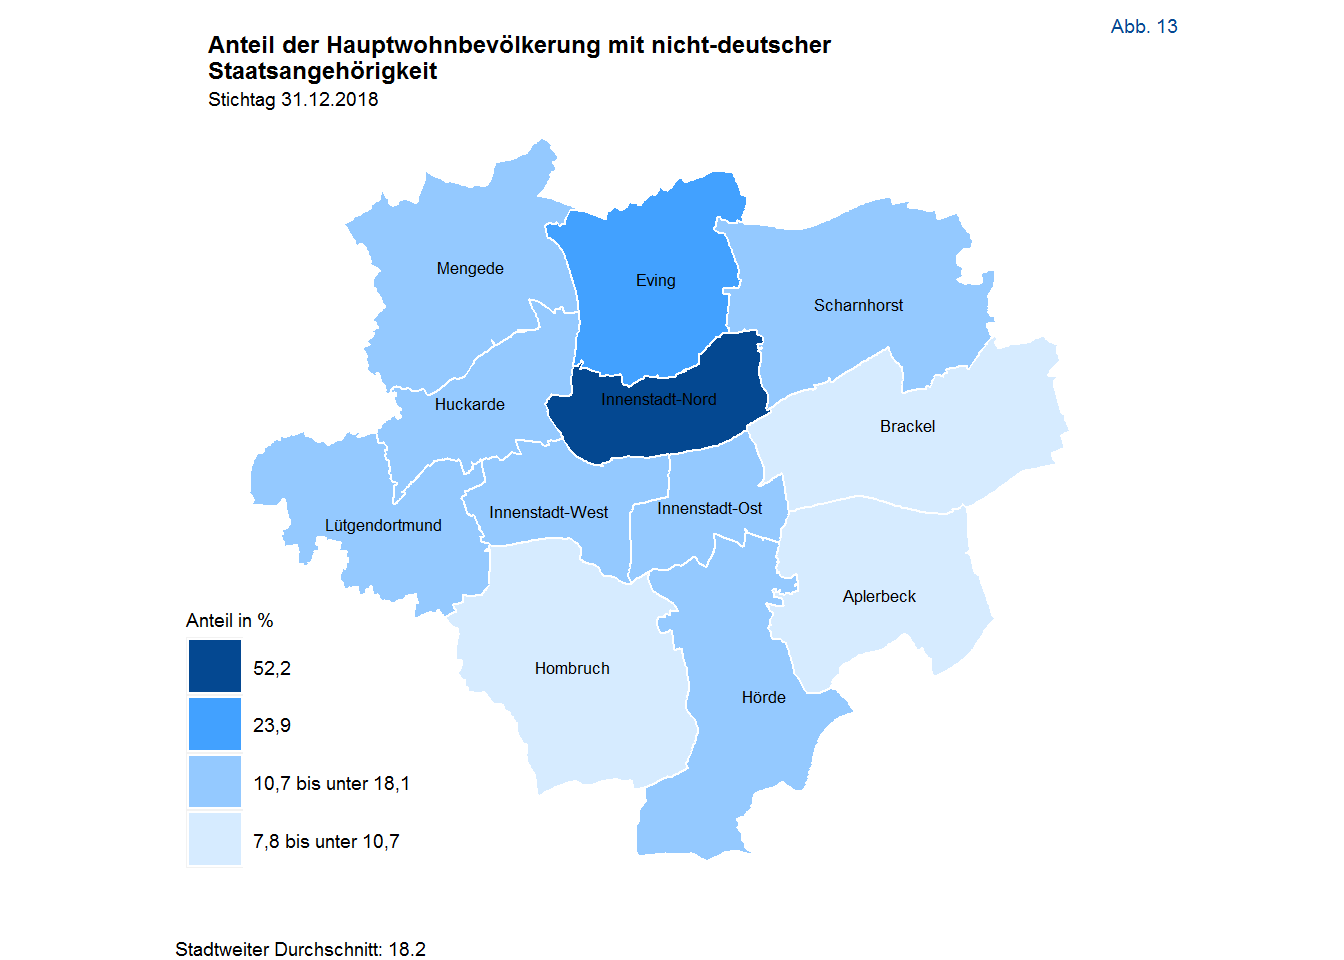 Abb. 13
Anteil der Hauptwohnbevölkerung mit nicht-deutscher
Staatsangehörigkeit
Stichtag 31.12.2018
Mengede
Eving
Scharnhorst
Huckarde
Innenstadt-Nord
Brackel
Lütgendortmund
Innenstadt-West
Innenstadt-Ost
Aplerbeck
Hombruch
Hörde
Anteil in %
52,2
23,9
10,7 bis unter 18,1
7,8 bis unter 10,7
Stadtweiter Durchschnitt: 18.2